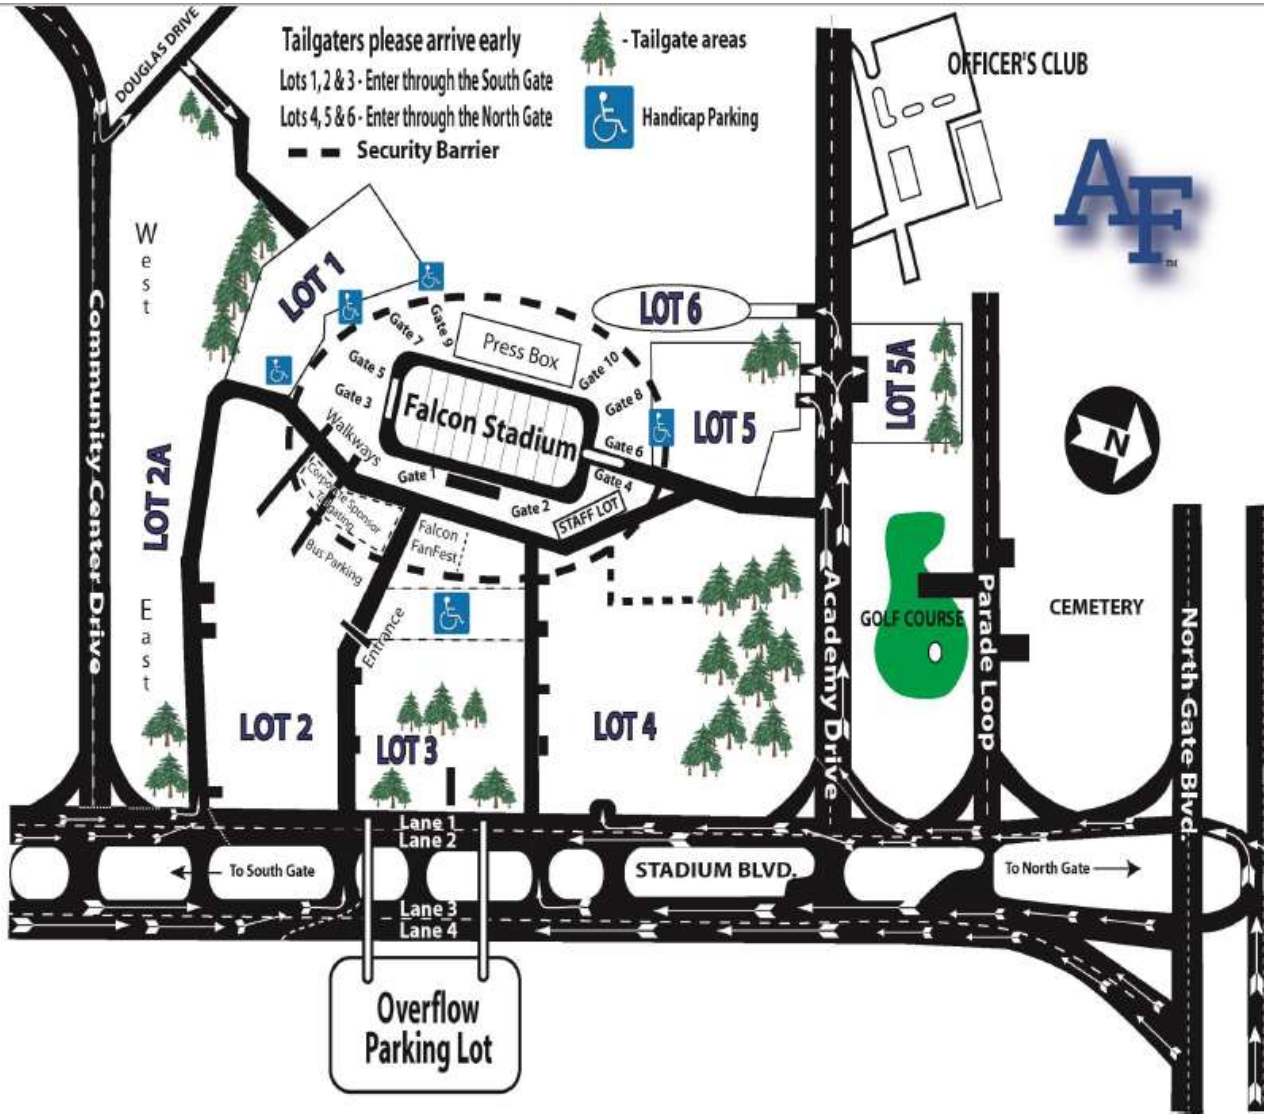 Tailgaters please arrive early
Lots 1,2 & 3 - Enter through the South Gate
Lots 4, 5 & 6 - Enter through the North Gate
Security Barrier
- Tailgate areas
Handicap Parking
OFFICER'S CLUB
AF
TM
DOUGLAS DRIVE
West
LOT 1
LOT 6
Community Center Drive
Gate 7
Gate 9
Press Box
Gate 10
Gate 5
Gate 3
Gate 8
LOT 5A
Falcon Stadium
Gate 6
LOT 5
N
Walkways
LOT 2A
Gate 1
Gate 2
Gate 4
STAFF LOT
Corporate Sponsor
Tailgating
Falcon
FanFest
Bus Parking
East
Entrance
Academy Drive
GOLF COURSE
Parade Loop
CEMETERY
North Gate Blvd.
LOT 2
LOT 3
LOT 4
Lane 1
Lane 2
To South Gate
STADIUM BLVD.
To North Gate
Lane 3
Lane 4
Overflow
Parking Lot